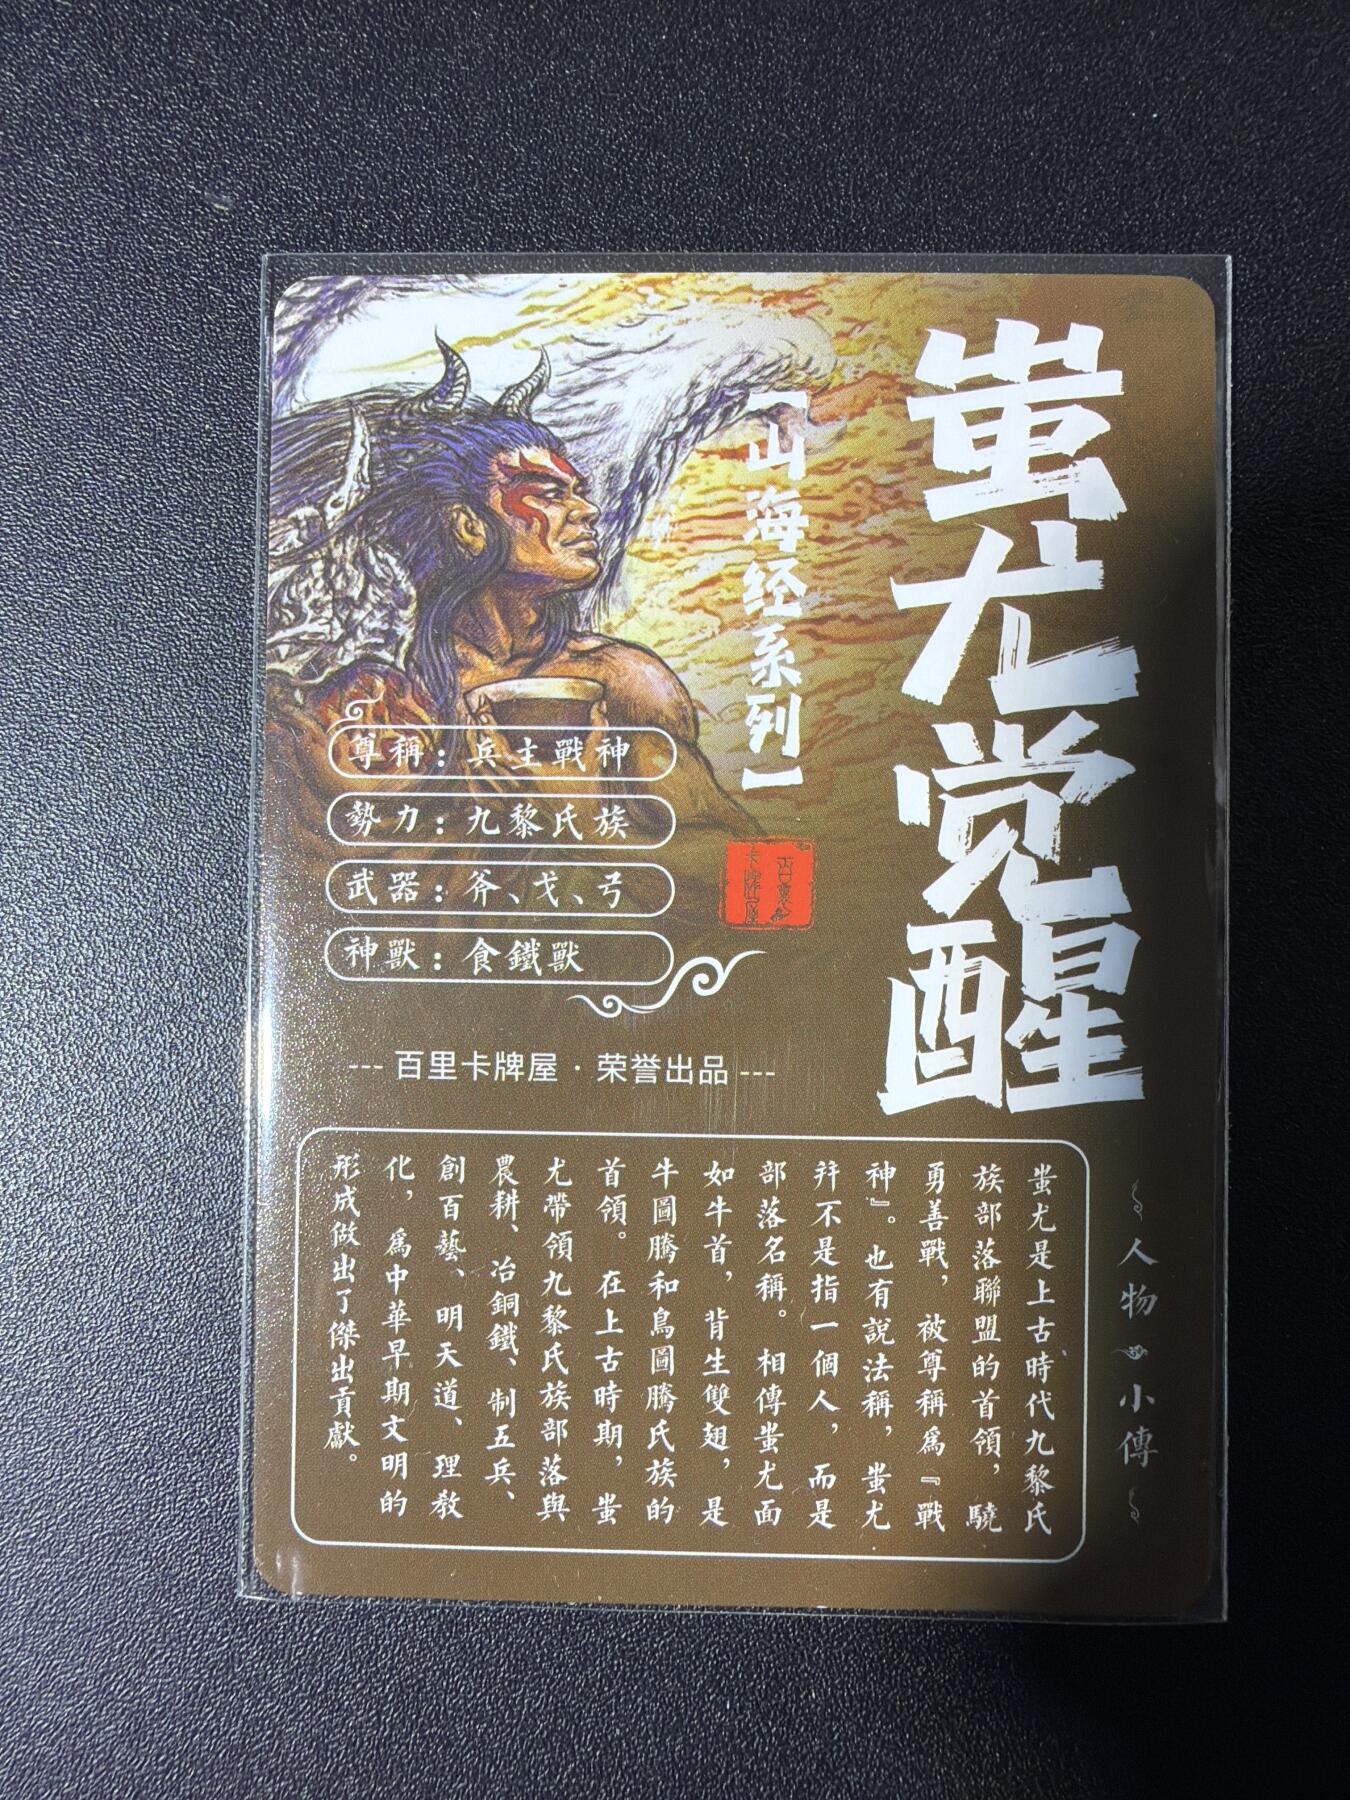 蚩尤觉醒
【山海经系列】
百里
卡牌屋
尊稱：兵主戰神
勢力：九黎氏族
武器：斧、戈、弓
神獸：食鐵獸
--- 百里卡牌屋 · 荣誉出品 ---
人物小傳
蚩尤是上古時代九黎氏
族部落聯盟的首領，驍
勇善戰，被尊稱爲『戰
神』。也有說法稱，蚩尤
并不是指一個人，而是
部落名稱。相傳蚩尤面
如牛首，背生雙翅，是
牛圖騰和鳥圖騰氏族的
首領。在上古時期，蚩
尤帶領九黎氏族部落與
農耕、冶銅鐵、制五兵、
創百藝、明天道、理教
化，爲中華早期文明的
形成做出了傑出貢獻。